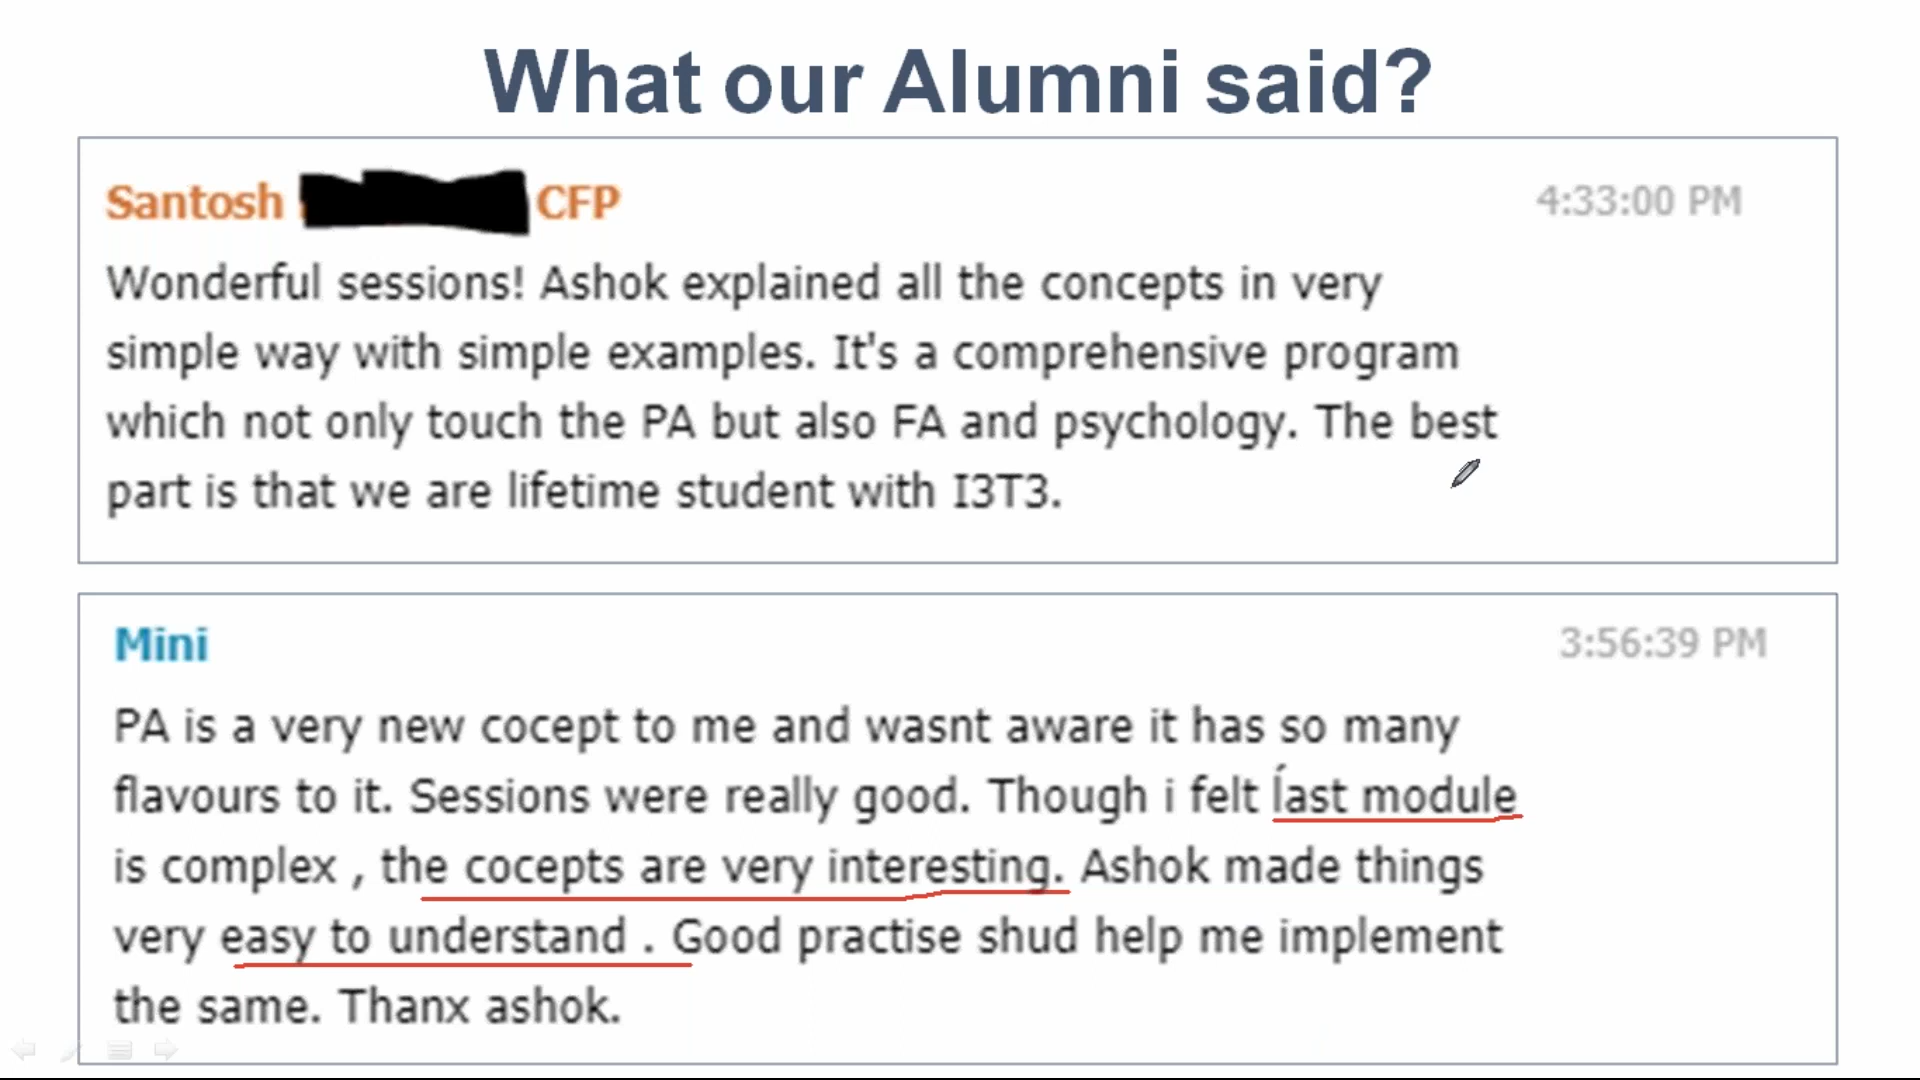 What our Alumni said?
Santosh CFP 4:33:00 PM
Wonderful sessions! Ashok explained all the concepts in very
simple way with simple examples. It's a comprehensive program
which not only touch the PA but also FA and psychology. The best
part is that we are lifetime student with I3T3.
Mini 3:56:39 PM
PA is a very new cocept to me and wasnt aware it has so many
flavours to it. Sessions were really good. Though i felt last module
is complex , the cocepts are very interesting. Ashok made things
very easy to understand . Good practise shud help me implement
the same. Thanx ashok.